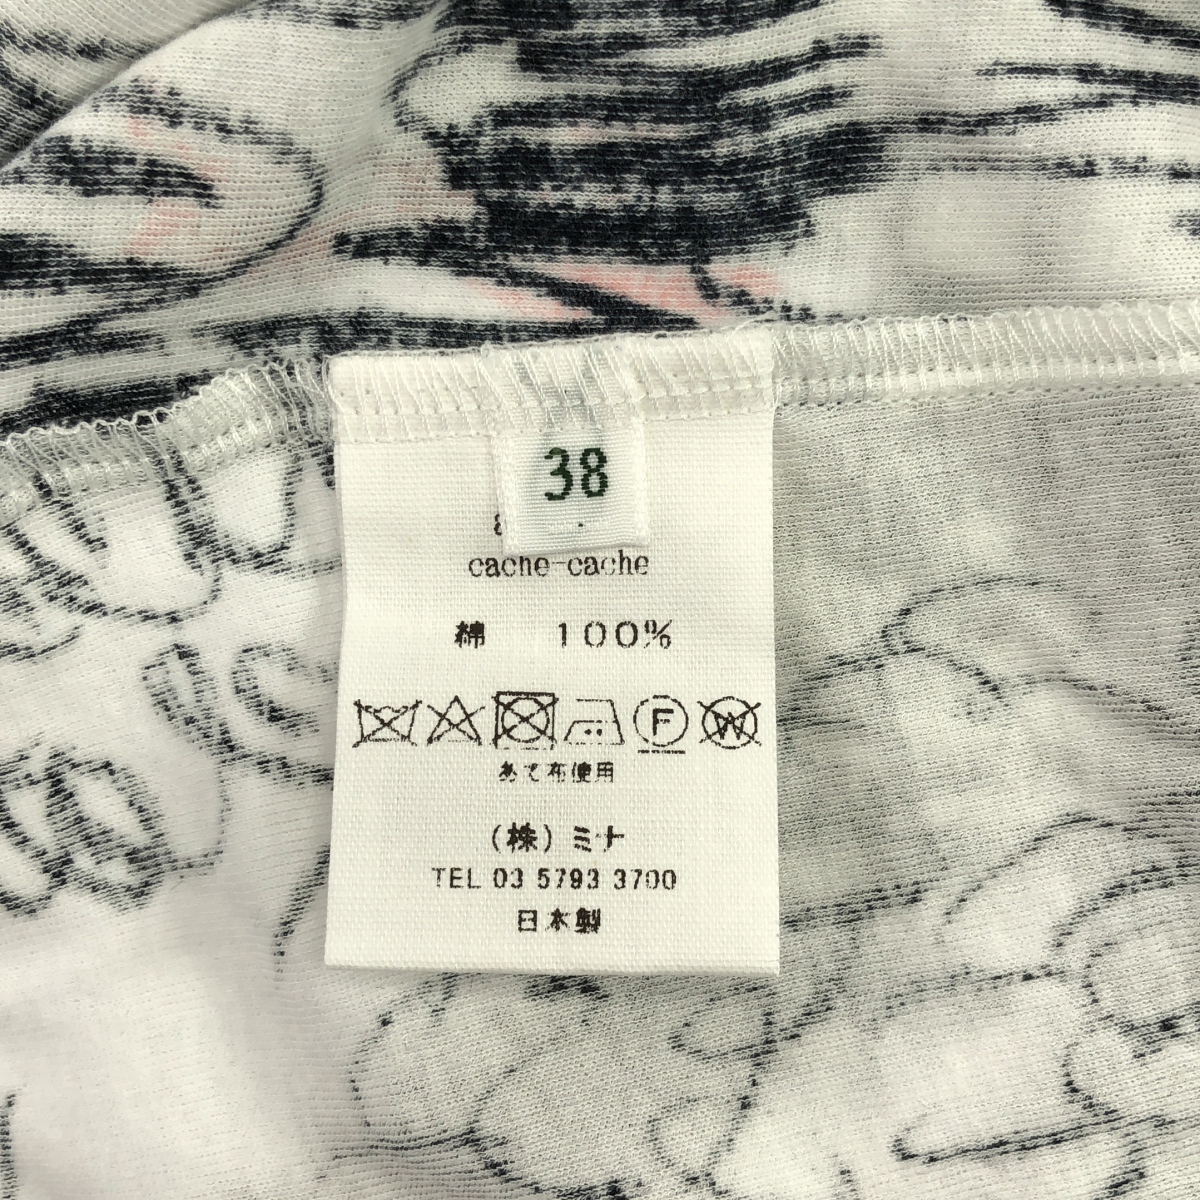 38
cache-cache
綿 100%
F W
あて布使用
(株)ミナ
TEL 03 5793 3700
日本製